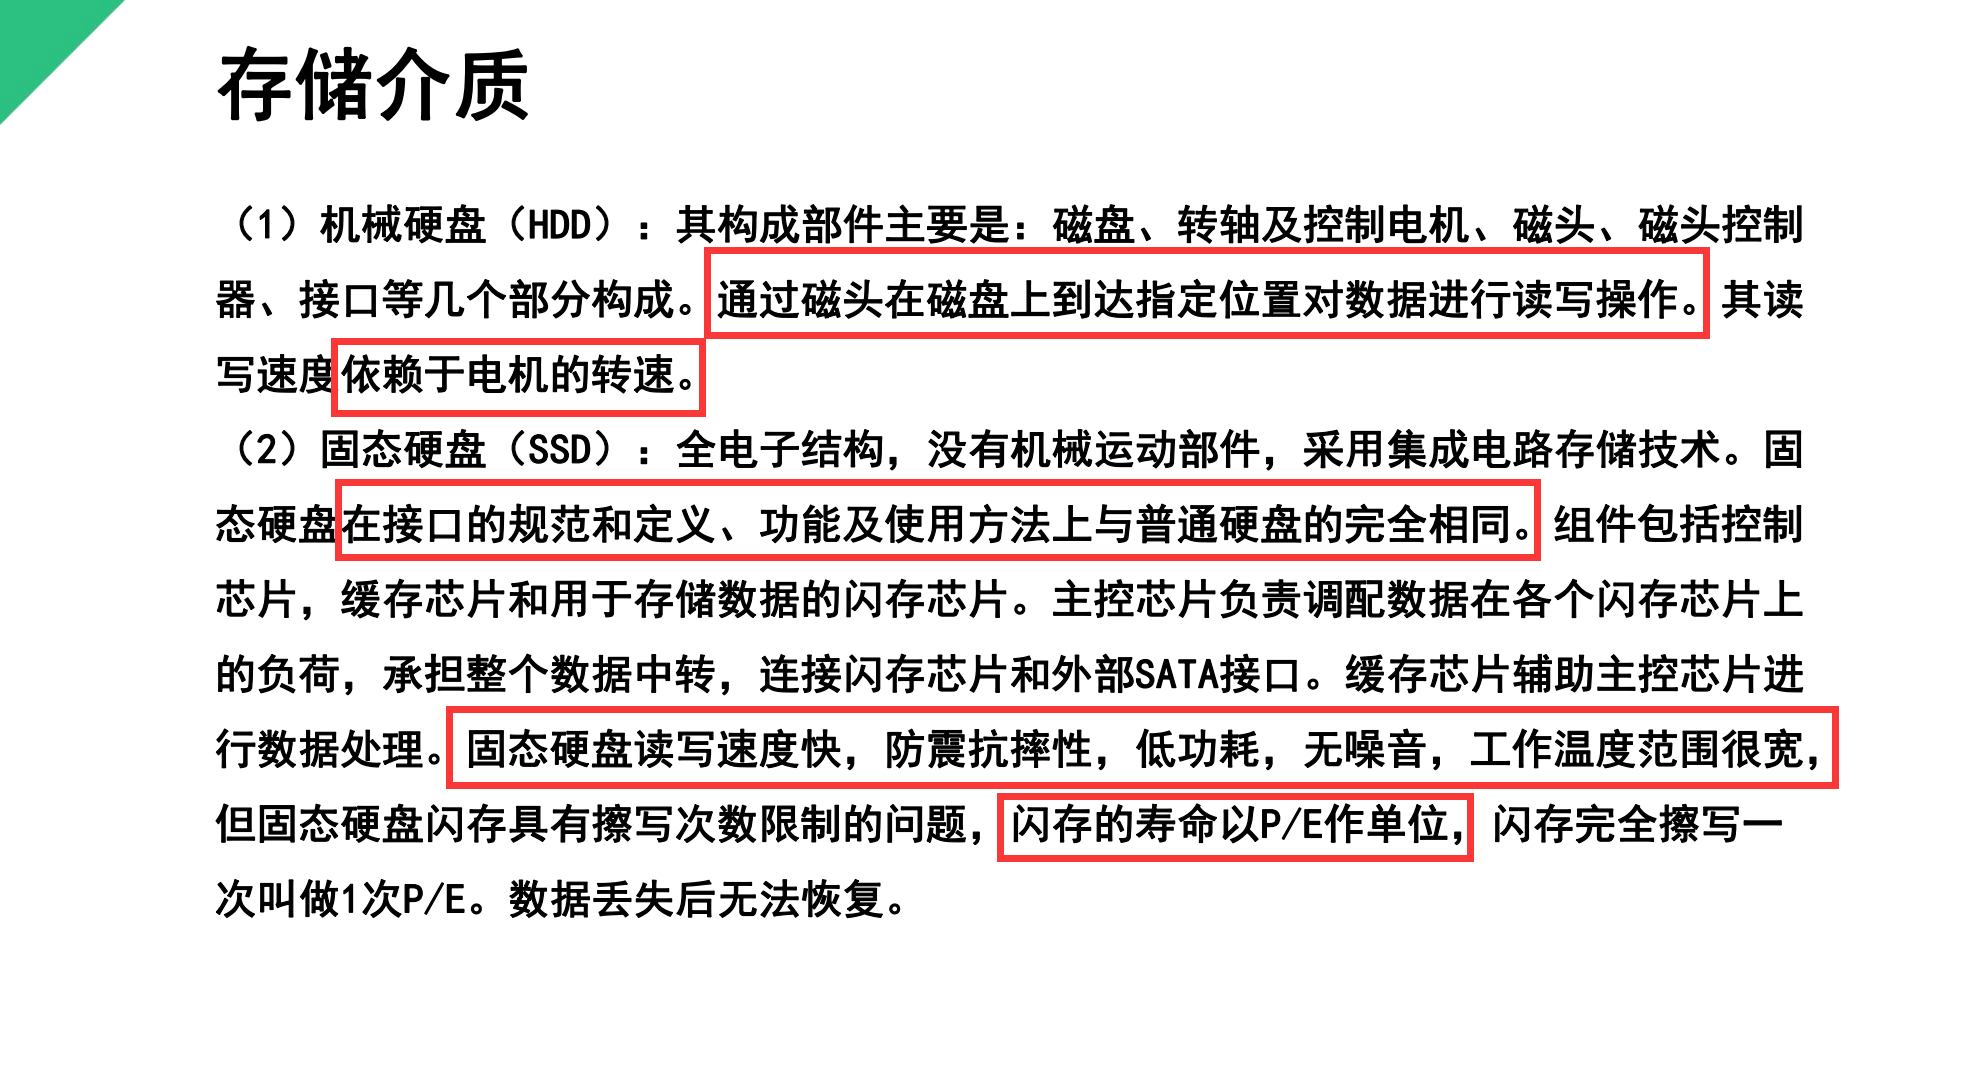 存储介质
（1）机械硬盘（HDD）：其构成部件主要是：磁盘、转轴及控制电机、磁头、磁头控制
器、接口等几个部分构成。通过磁头在磁盘上到达指定位置对数据进行读写操作。其读
写速度依赖于电机的转速。
（2）固态硬盘（SSD）：全电子结构，没有机械运动部件，采用集成电路存储技术。固
态硬盘在接口的规范和定义、功能及使用方法上与普通硬盘的完全相同。组件包括控制
芯片，缓存芯片和用于存储数据的闪存芯片。主控芯片负责调配数据在各个闪存芯片上
的负荷，承担整个数据中转，连接闪存芯片和外部SATA接口。缓存芯片辅助主控芯片进
行数据处理。固态硬盘读写速度快，防震抗摔性，低功耗，无噪音，工作温度范围很宽，
但固态硬盘闪存具有擦写次数限制的问题，闪存的寿命以P/E作单位，闪存完全擦写一
次叫做1次P/E。数据丢失后无法恢复。